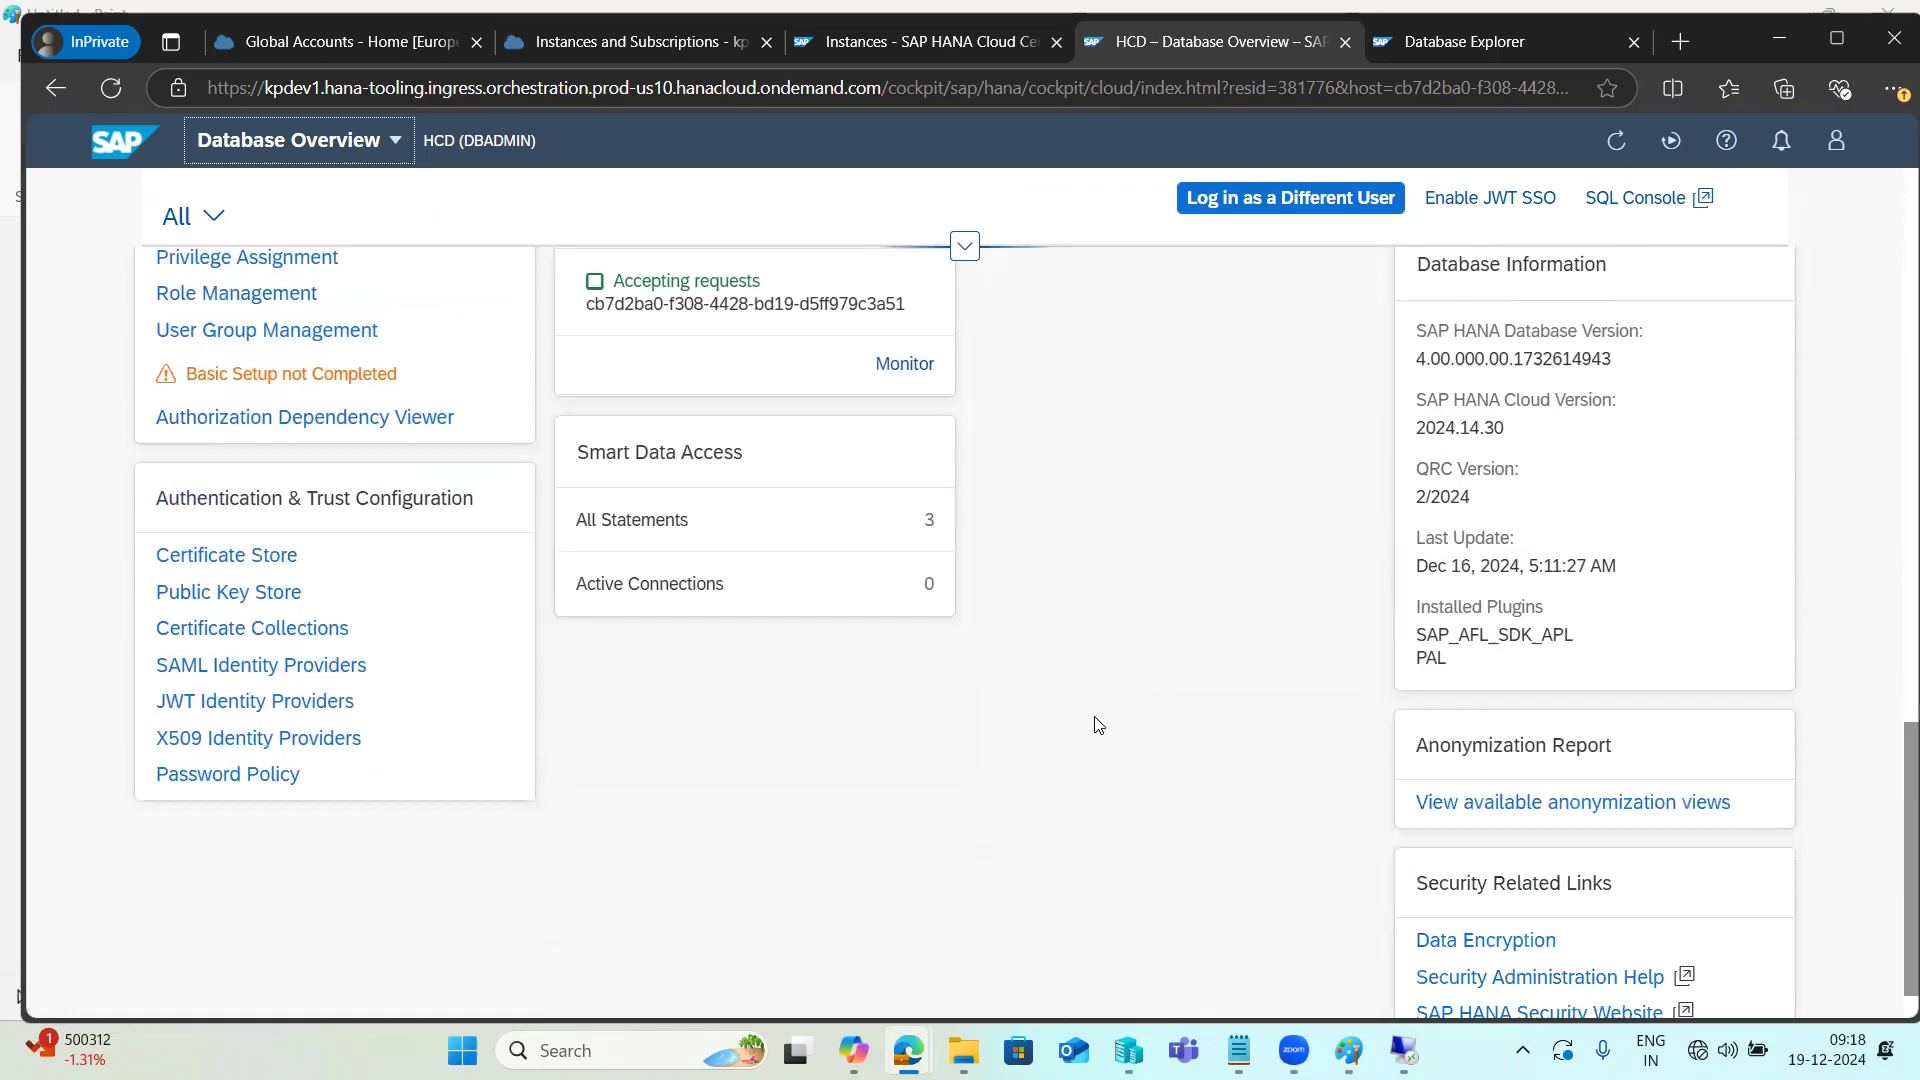 InPrivate
Global Accounts - Home [Europ
Instances and Subscriptions - kp
SAP
Instances - SAP HANA Cloud Ce
SAP
HCD – Database Overview – SAP
SAP
Database Explorer
https://kpdev1.hana-tooling.ingress.orchestration.prod-us10.hanacloud.ondemand.com/cockpit/sap/hana/cockpit/cloud/index.html?resid=381776&host=cb7d2ba0-f308-4428...
SAP
Database Overview
HCD (DBADMIN)
All
Log in as a Different User
Enable JWT SSO
SQL Console
Privilege Assignment
Role Management
User Group Management
Basic Setup not Completed
Authorization Dependency Viewer
Authentication & Trust Configuration
Certificate Store
Public Key Store
Certificate Collections
SAML Identity Providers
JWT Identity Providers
X509 Identity Providers
Password Policy
Accepting requests
cb7d2ba0-f308-4428-bd19-d5ff979c3a51
Monitor
Smart Data Access
All Statements 3
Active Connections 0
Database Information
SAP HANA Database Version:
4.00.000.00.1732614943
SAP HANA Cloud Version:
2024.14.30
QRC Version:
2/2024
Last Update:
Dec 16, 2024, 5:11:27 AM
Installed Plugins
SAP_AFL_SDK_APL
PAL
Anonymization Report
View available anonymization views
Security Related Links
Data Encryption
Security Administration Help
SAP HANA Security Website
1
500312
-1.31%
Search
zoom
ENG
IN
09:18
19-12-2024